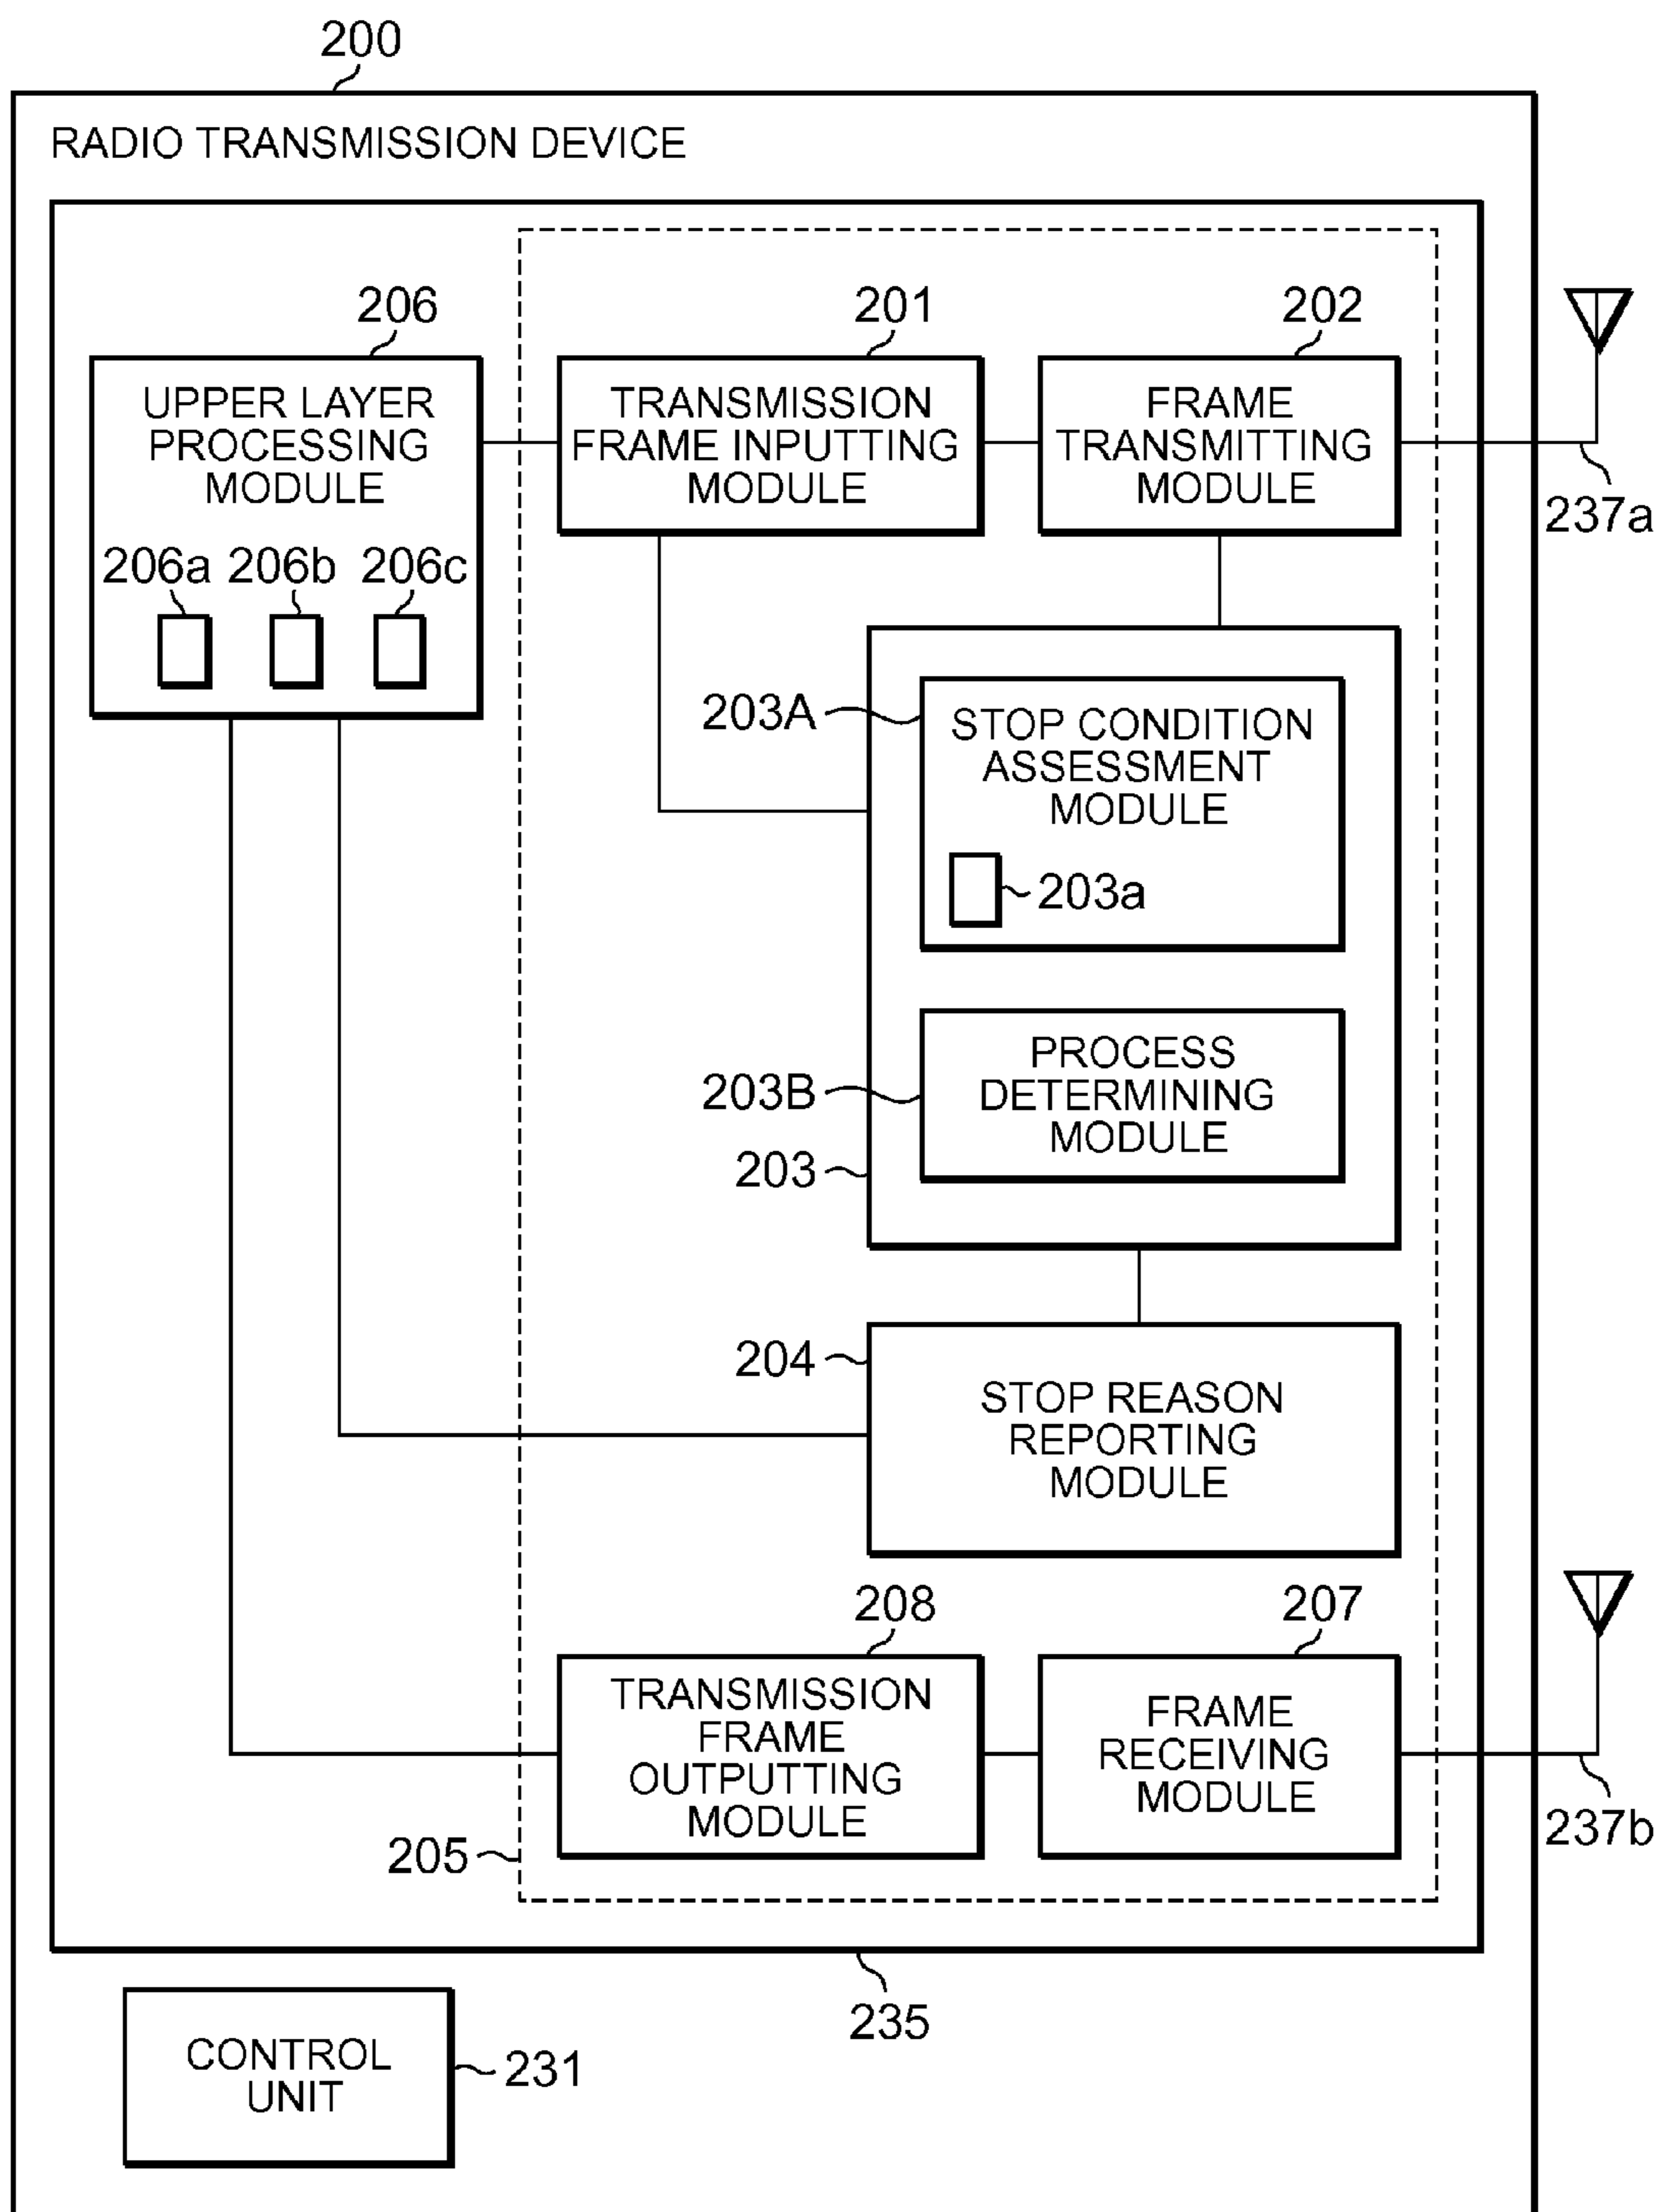 200
RADIO TRANSMISSION DEVICE
206
201
202
UPPER LAYER
PROCESSING
MODULE
TRANSMISSION
FRAME INPUTTING
MODULE
FRAME
TRANSMITTING
MODULE
237a
206a
206b
206c
203A
STOP CONDITION
ASSESSMENT
MODULE
203a
203B
PROCESS
DETERMINING
MODULE
203
204
STOP REASON
REPORTING
MODULE
208
207
TRANSMISSION
FRAME
OUTPUTTING
MODULE
FRAME
RECEIVING
MODULE
237b
205
235
CONTROL
UNIT
231